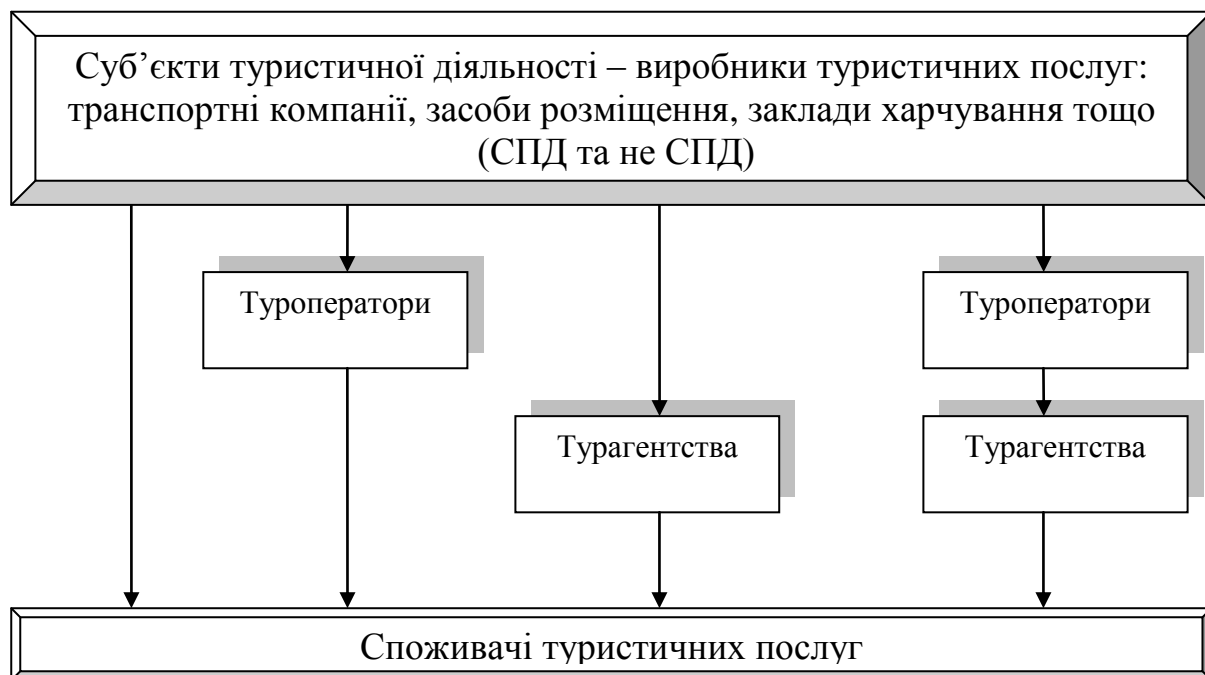 Суб’єкти туристичної діяльності – виробники туристичних послуг:
транспортні компанії, засоби розміщення, заклади харчування тощо
(СПД та не СПД)
Туроператори
Туроператори
Турагентства
Турагентства
Споживачі туристичних послуг